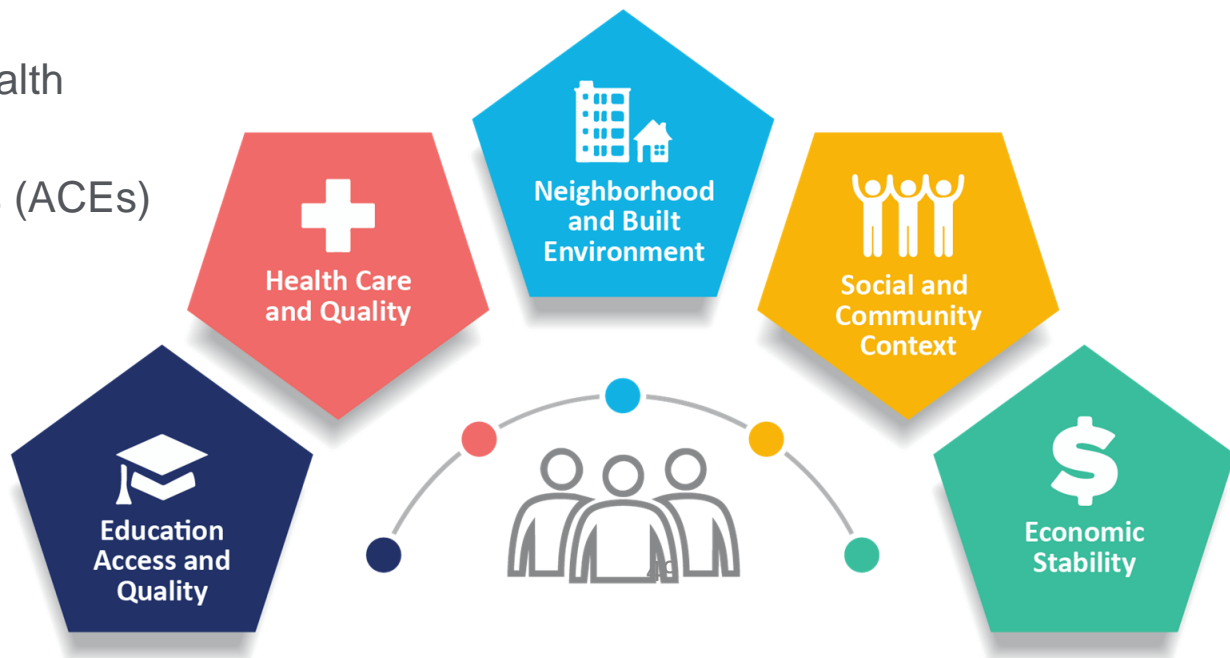 alth
(ACEs)
Neighborhood
and Built
Environment
Health Care
and Quality
Social and
Community
Context
Education
Access and
Quality
$
Economic
Stability
49